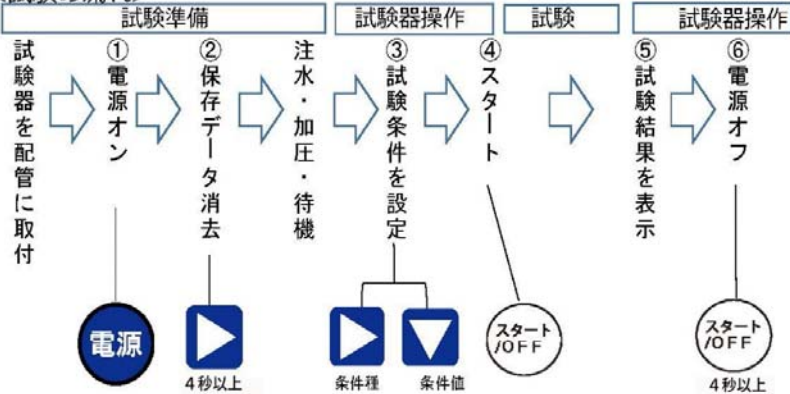 試験準備
試験器操作
試験
試験器操作
試験器を配管に取付
①電源オン
②保存データ消去
注水・加圧・待機
③試験条件を設定
④スタート
⑤試験結果を表示
⑥電源オフ
電源
4秒以上
条件種
条件値
スタート
/OFF
スタート
/OFF
4秒以上